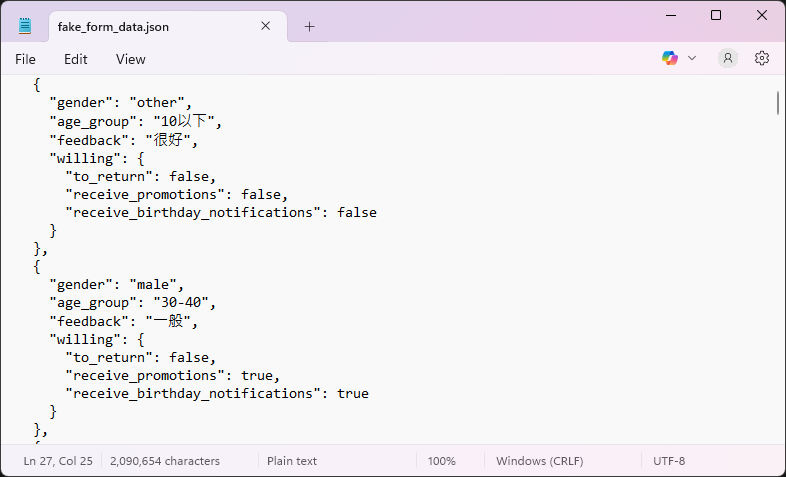 fake_form_data.json
File Edit View
{
"gender": "other",
"age_group": "10以下",
"feedback": "很好",
"willing": {
"to_return": false,
"receive_promotions": false,
"receive_birthday_notifications": false
}
},
{
"gender": "male",
"age_group": "30-40",
"feedback": "一般",
"willing": {
"to_return": false,
"receive_promotions": true,
"receive_birthday_notifications": true
}
},
Ln 27, Col 25 2,090,654 characters Plain text 100% Windows (CRLF) UTF-8